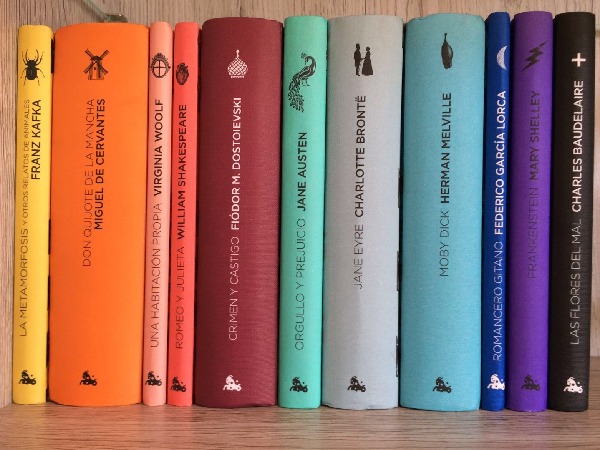 LA METAMORFOSIS Y OTROS RELATOS DE ANIMALES
FRANZ KAFKA
DON QUIJOTE DE LA MANCHA
MIGUEL DE CERVANTES
UNA HABITACIÓN PROPIA VIRGINIA WOOLF
ROMEO Y JULIETA WILLIAM SHAKESPEARE
CRIMEN Y CASTIGO FIÓDOR M. DOSTOIEVSKI
ORGULLO Y PREJUICIO JANE AUSTEN
JANE EYRE CHARLOTTE BRONTË
MOBY DICK HERMAN MELVILLE
ROMANCERO GITANO FEDERICO GARCÍA LORCA
FRANKENSTEIN MARY SHELLEY
LAS FLORES DEL MAL CHARLES BAUDELAIRE